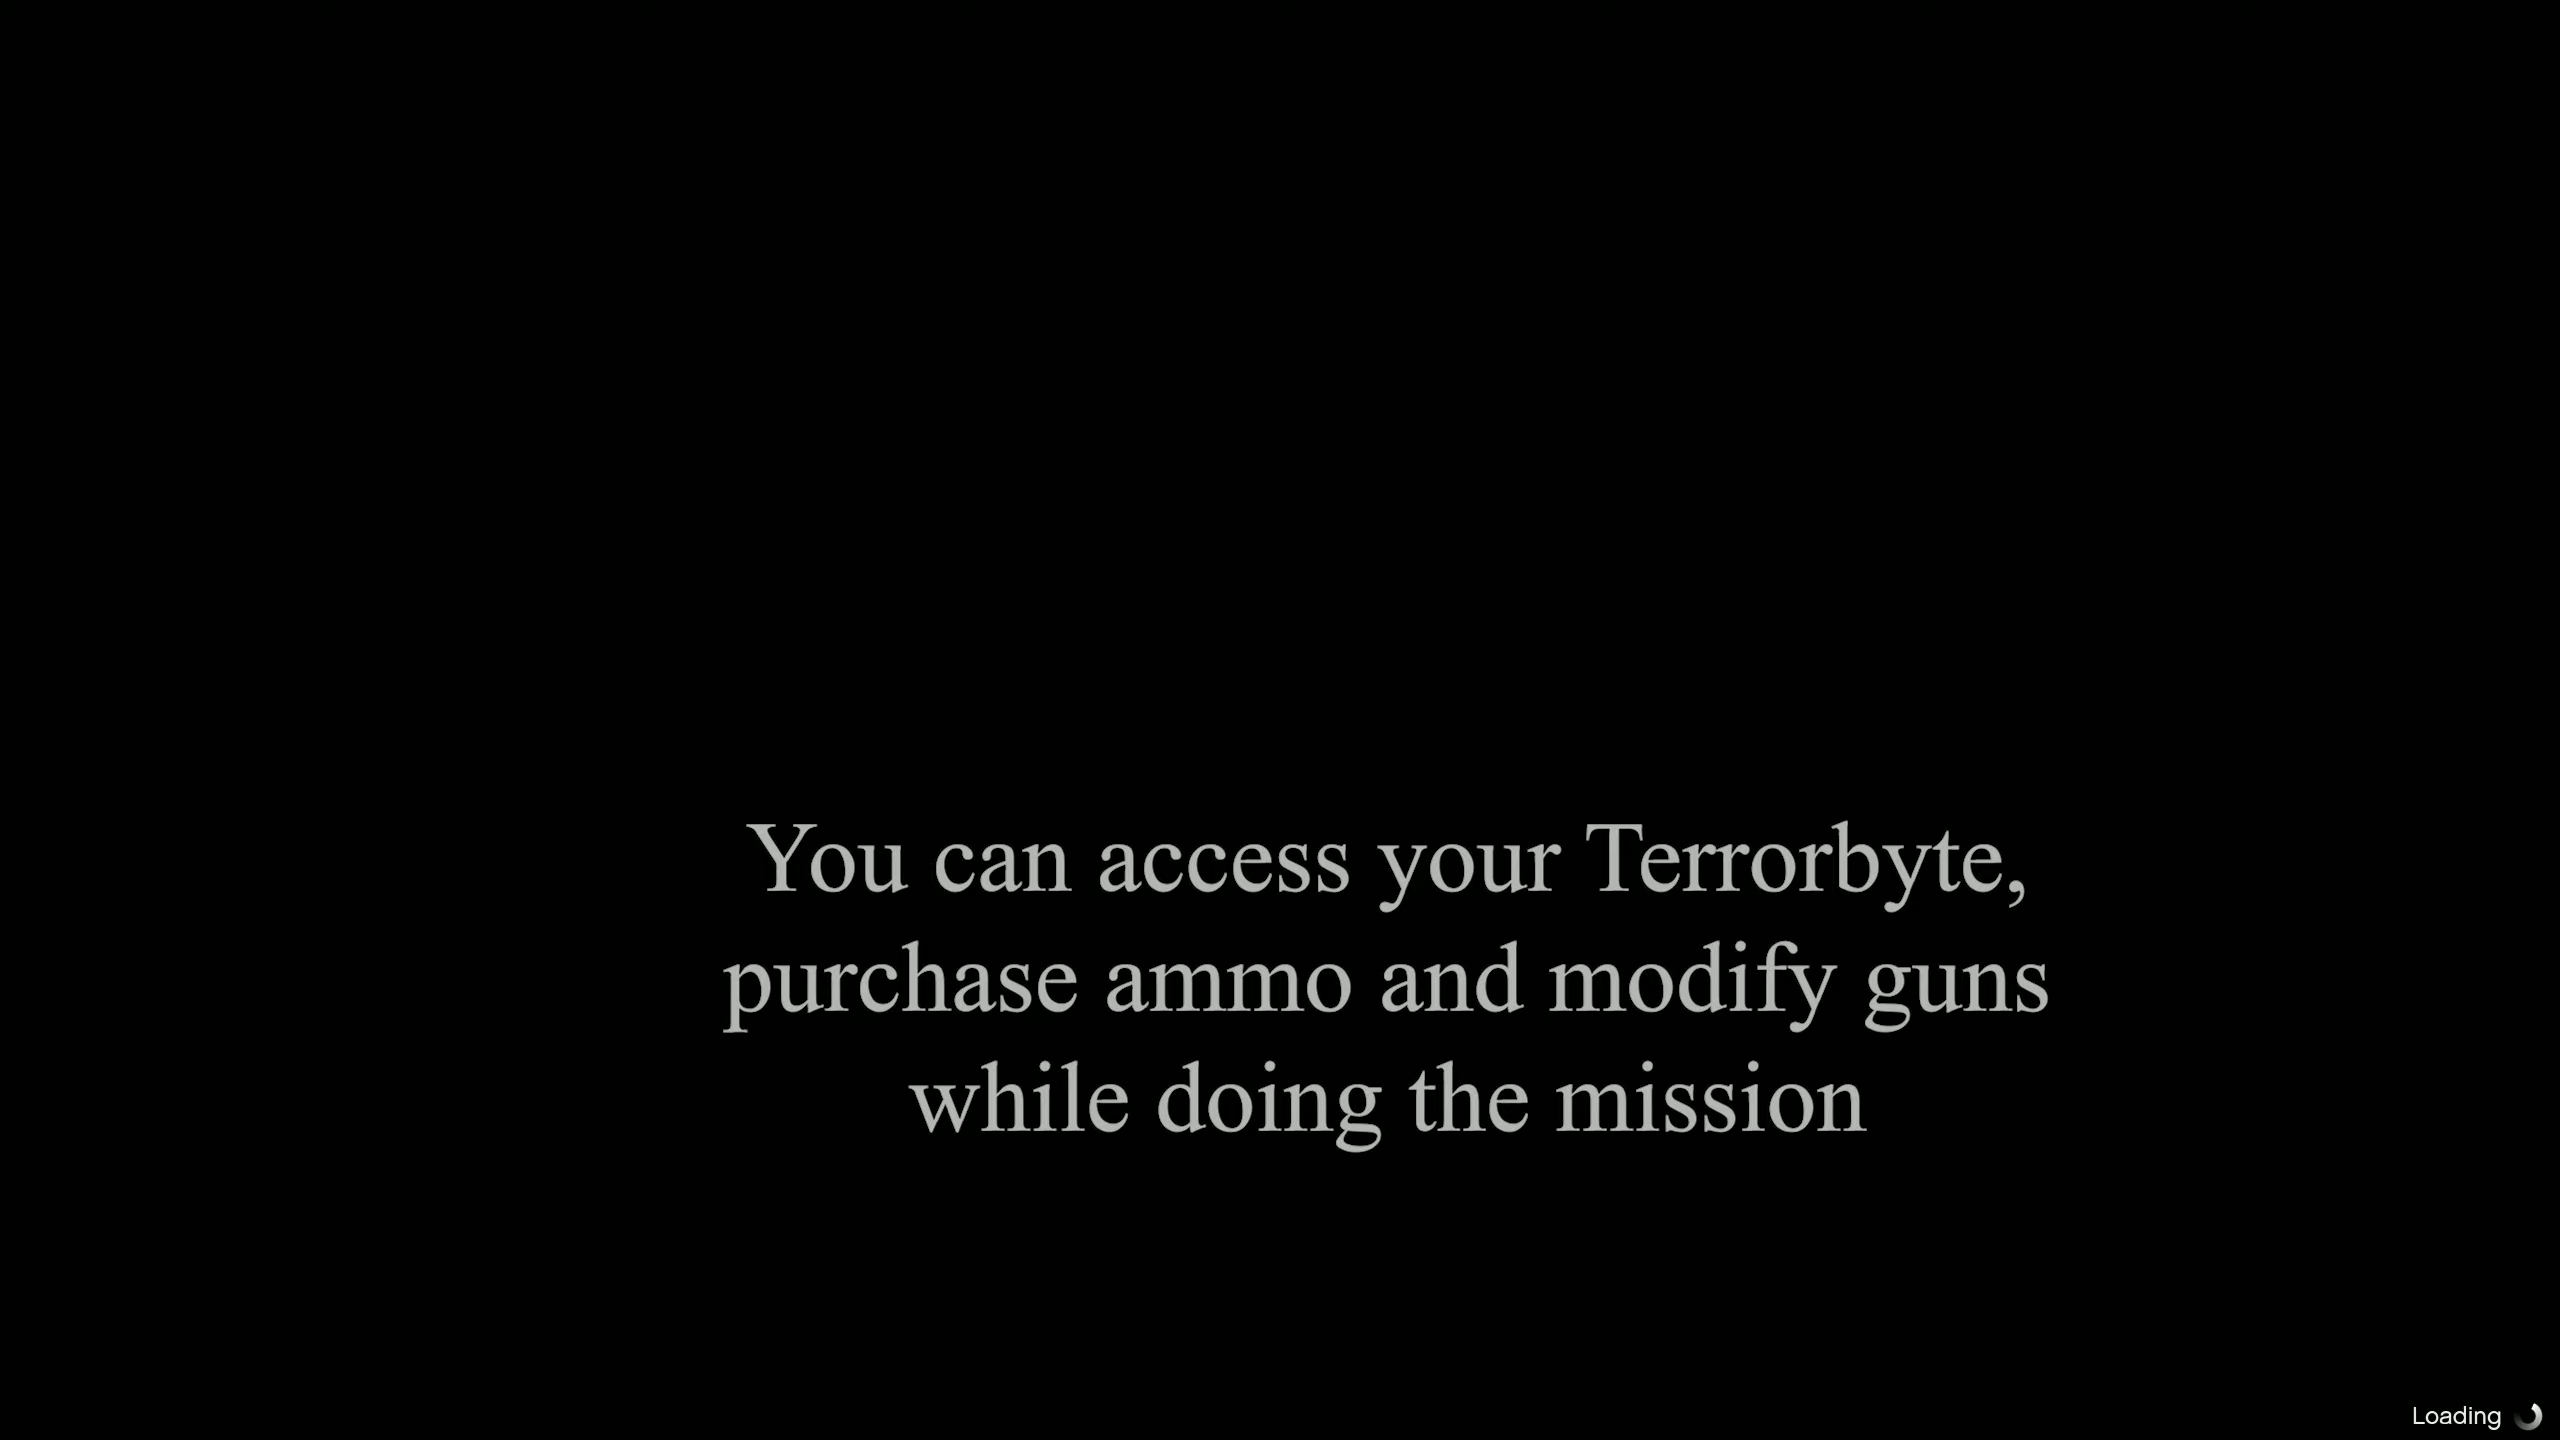 You can access your Terrorbyte,
purchase ammo and modify guns
while doing the mission
Loading